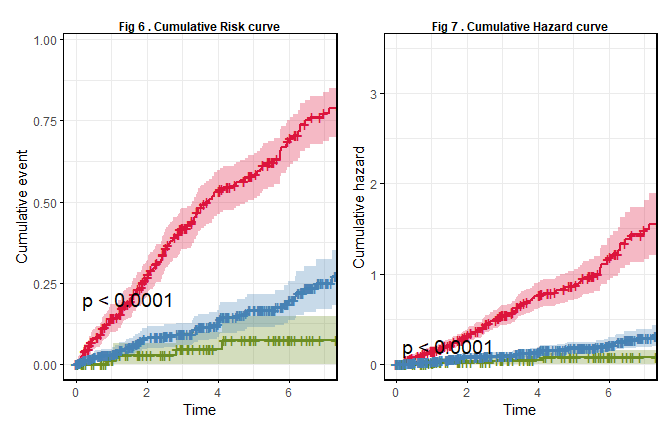 Fig 6 . Cumulative Risk curve
1.00
0.75
0.50
0.25
0.00
Cumulative event
p < 0.0001
0 2 4 6
Time
Fig 7 . Cumulative Hazard curve
3
2
1
0
Cumulative hazard
p < 0.0001
0 2 4 6
Time